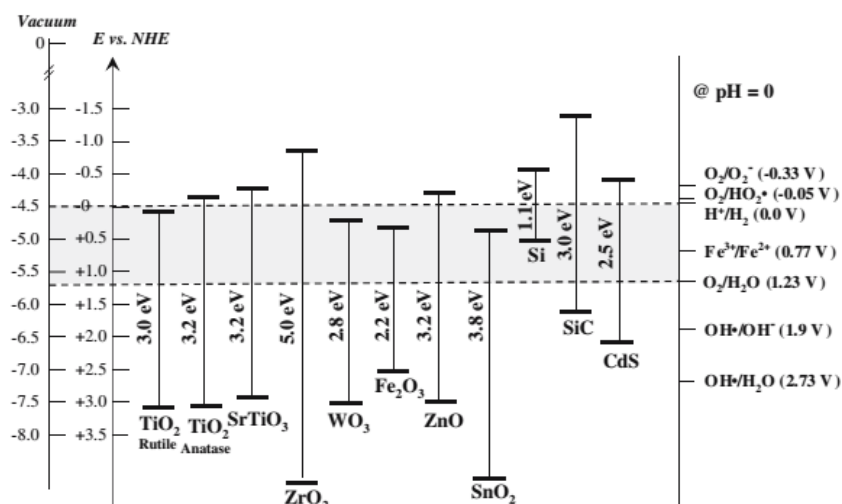 Vacuum
E vs. NHE
0
-3.0
-3.5
-4.0
-4.5
-5.0
-5.5
-6.0
-6.5
-7.0
-7.5
-8.0
-1.5
-1.0
-0.5
-0
+0.5
+1.0
+1.5
+2.0
+2.5
+3.0
+3.5
3.0 eV
TiO₂
Rutile
3.2 eV
TiO₂
Anatase
3.2 eV
SrTiO₃
5.0 eV
ZrO₂
2.8 eV
WO₃
2.2 eV
Fe₂O₃
3.2 eV
ZnO
3.8 eV
SnO₂
1.1 eV
Si
3.0 eV
SiC
2.5 eV
CdS
@ pH = 0
O₂/O₂⁻ (-0.33 V)
O₂/HO₂• (-0.05 V)
H⁺/H₂ (0.0 V)
Fe³⁺/Fe²⁺ (0.77 V)
O₂/H₂O (1.23 V)
OH•/OH⁻ (1.9 V)
OH•/H₂O (2.73 V)